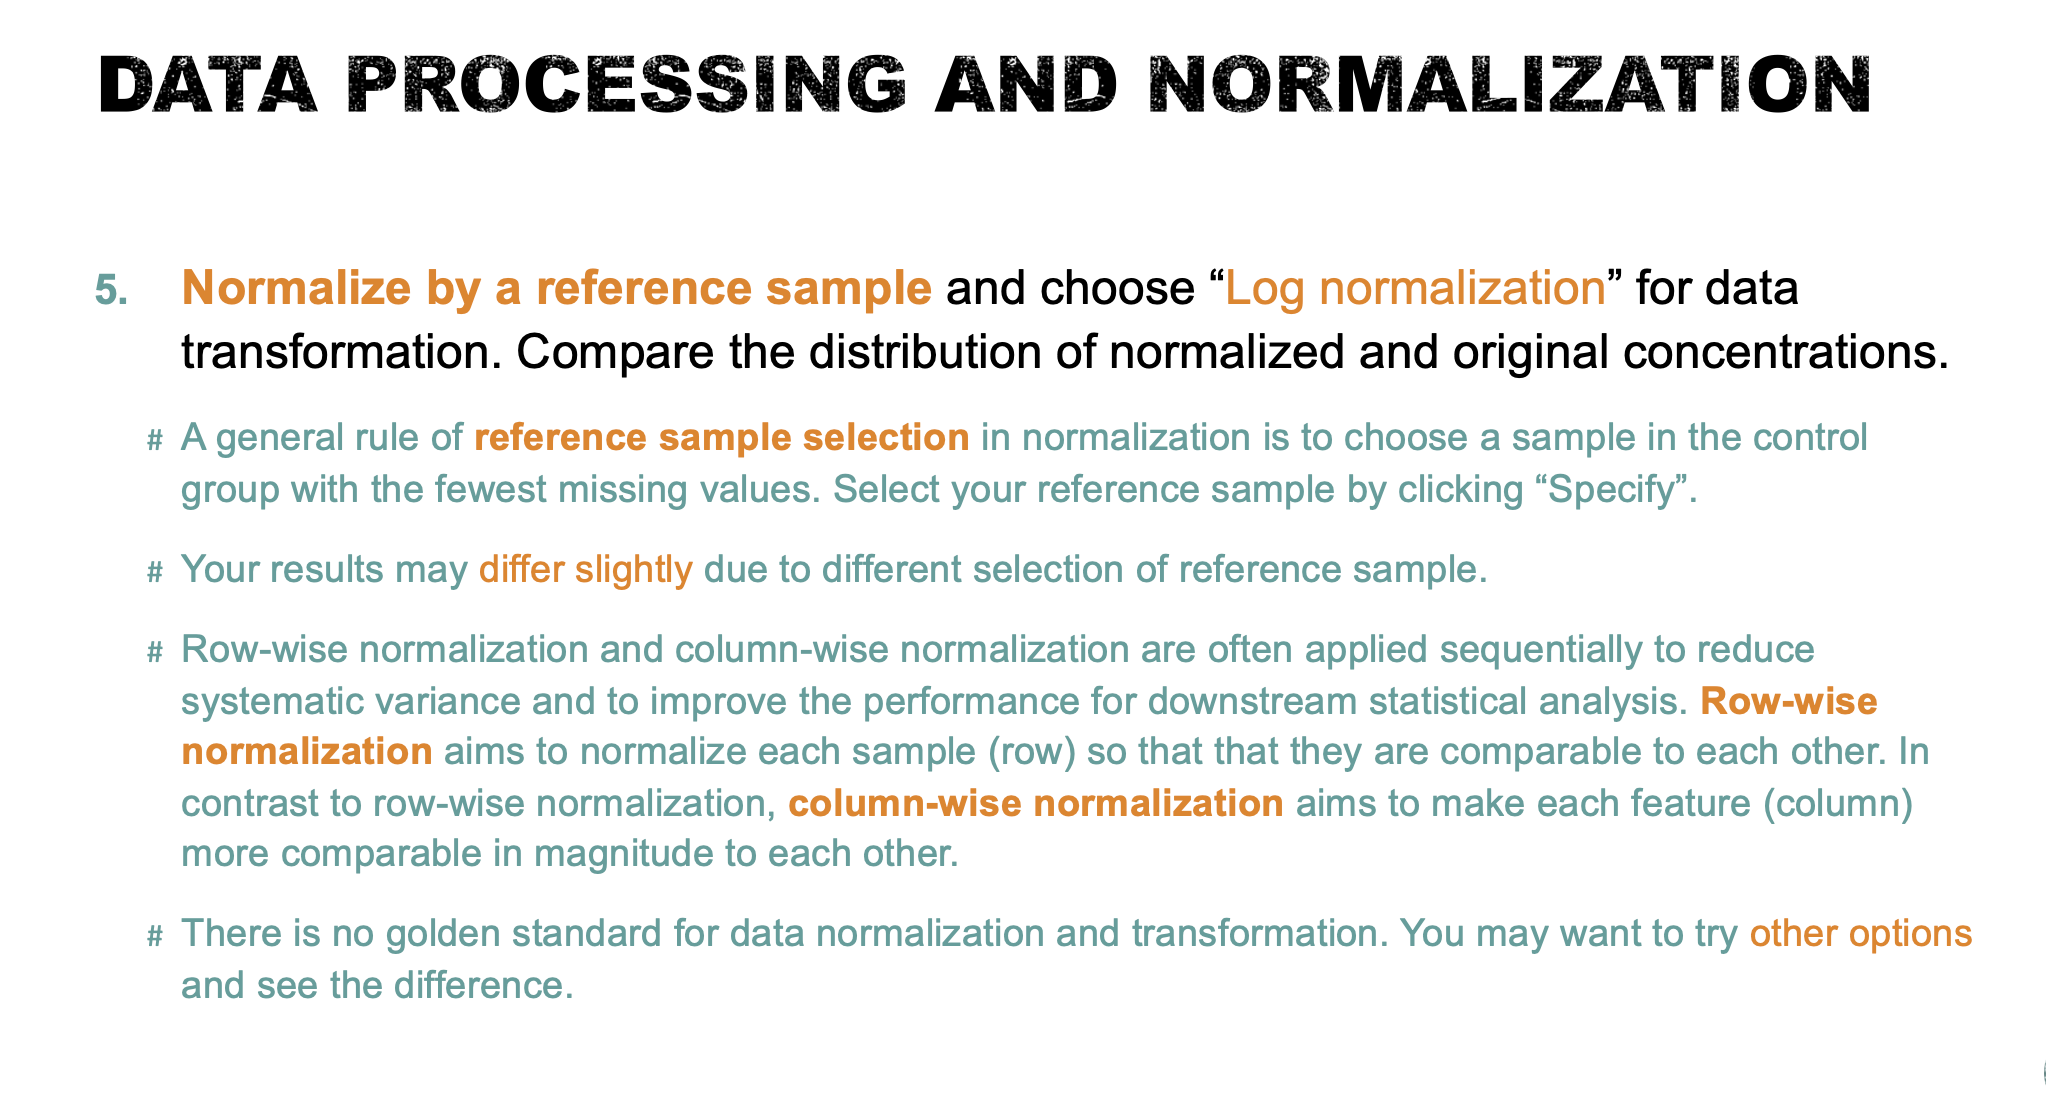 DATA PROCESSING AND NORMALIZATION
5. Normalize by a reference sample and choose “Log normalization” for data
transformation. Compare the distribution of normalized and original concentrations.
# A general rule of reference sample selection in normalization is to choose a sample in the control
group with the fewest missing values. Select your reference sample by clicking “Specify”.
# Your results may differ slightly due to different selection of reference sample.
# Row-wise normalization and column-wise normalization are often applied sequentially to reduce
systematic variance and to improve the performance for downstream statistical analysis. Row-wise
normalization aims to normalize each sample (row) so that that they are comparable to each other. In
contrast to row-wise normalization, column-wise normalization aims to make each feature (column)
more comparable in magnitude to each other.
# There is no golden standard for data normalization and transformation. You may want to try other options
and see the difference.